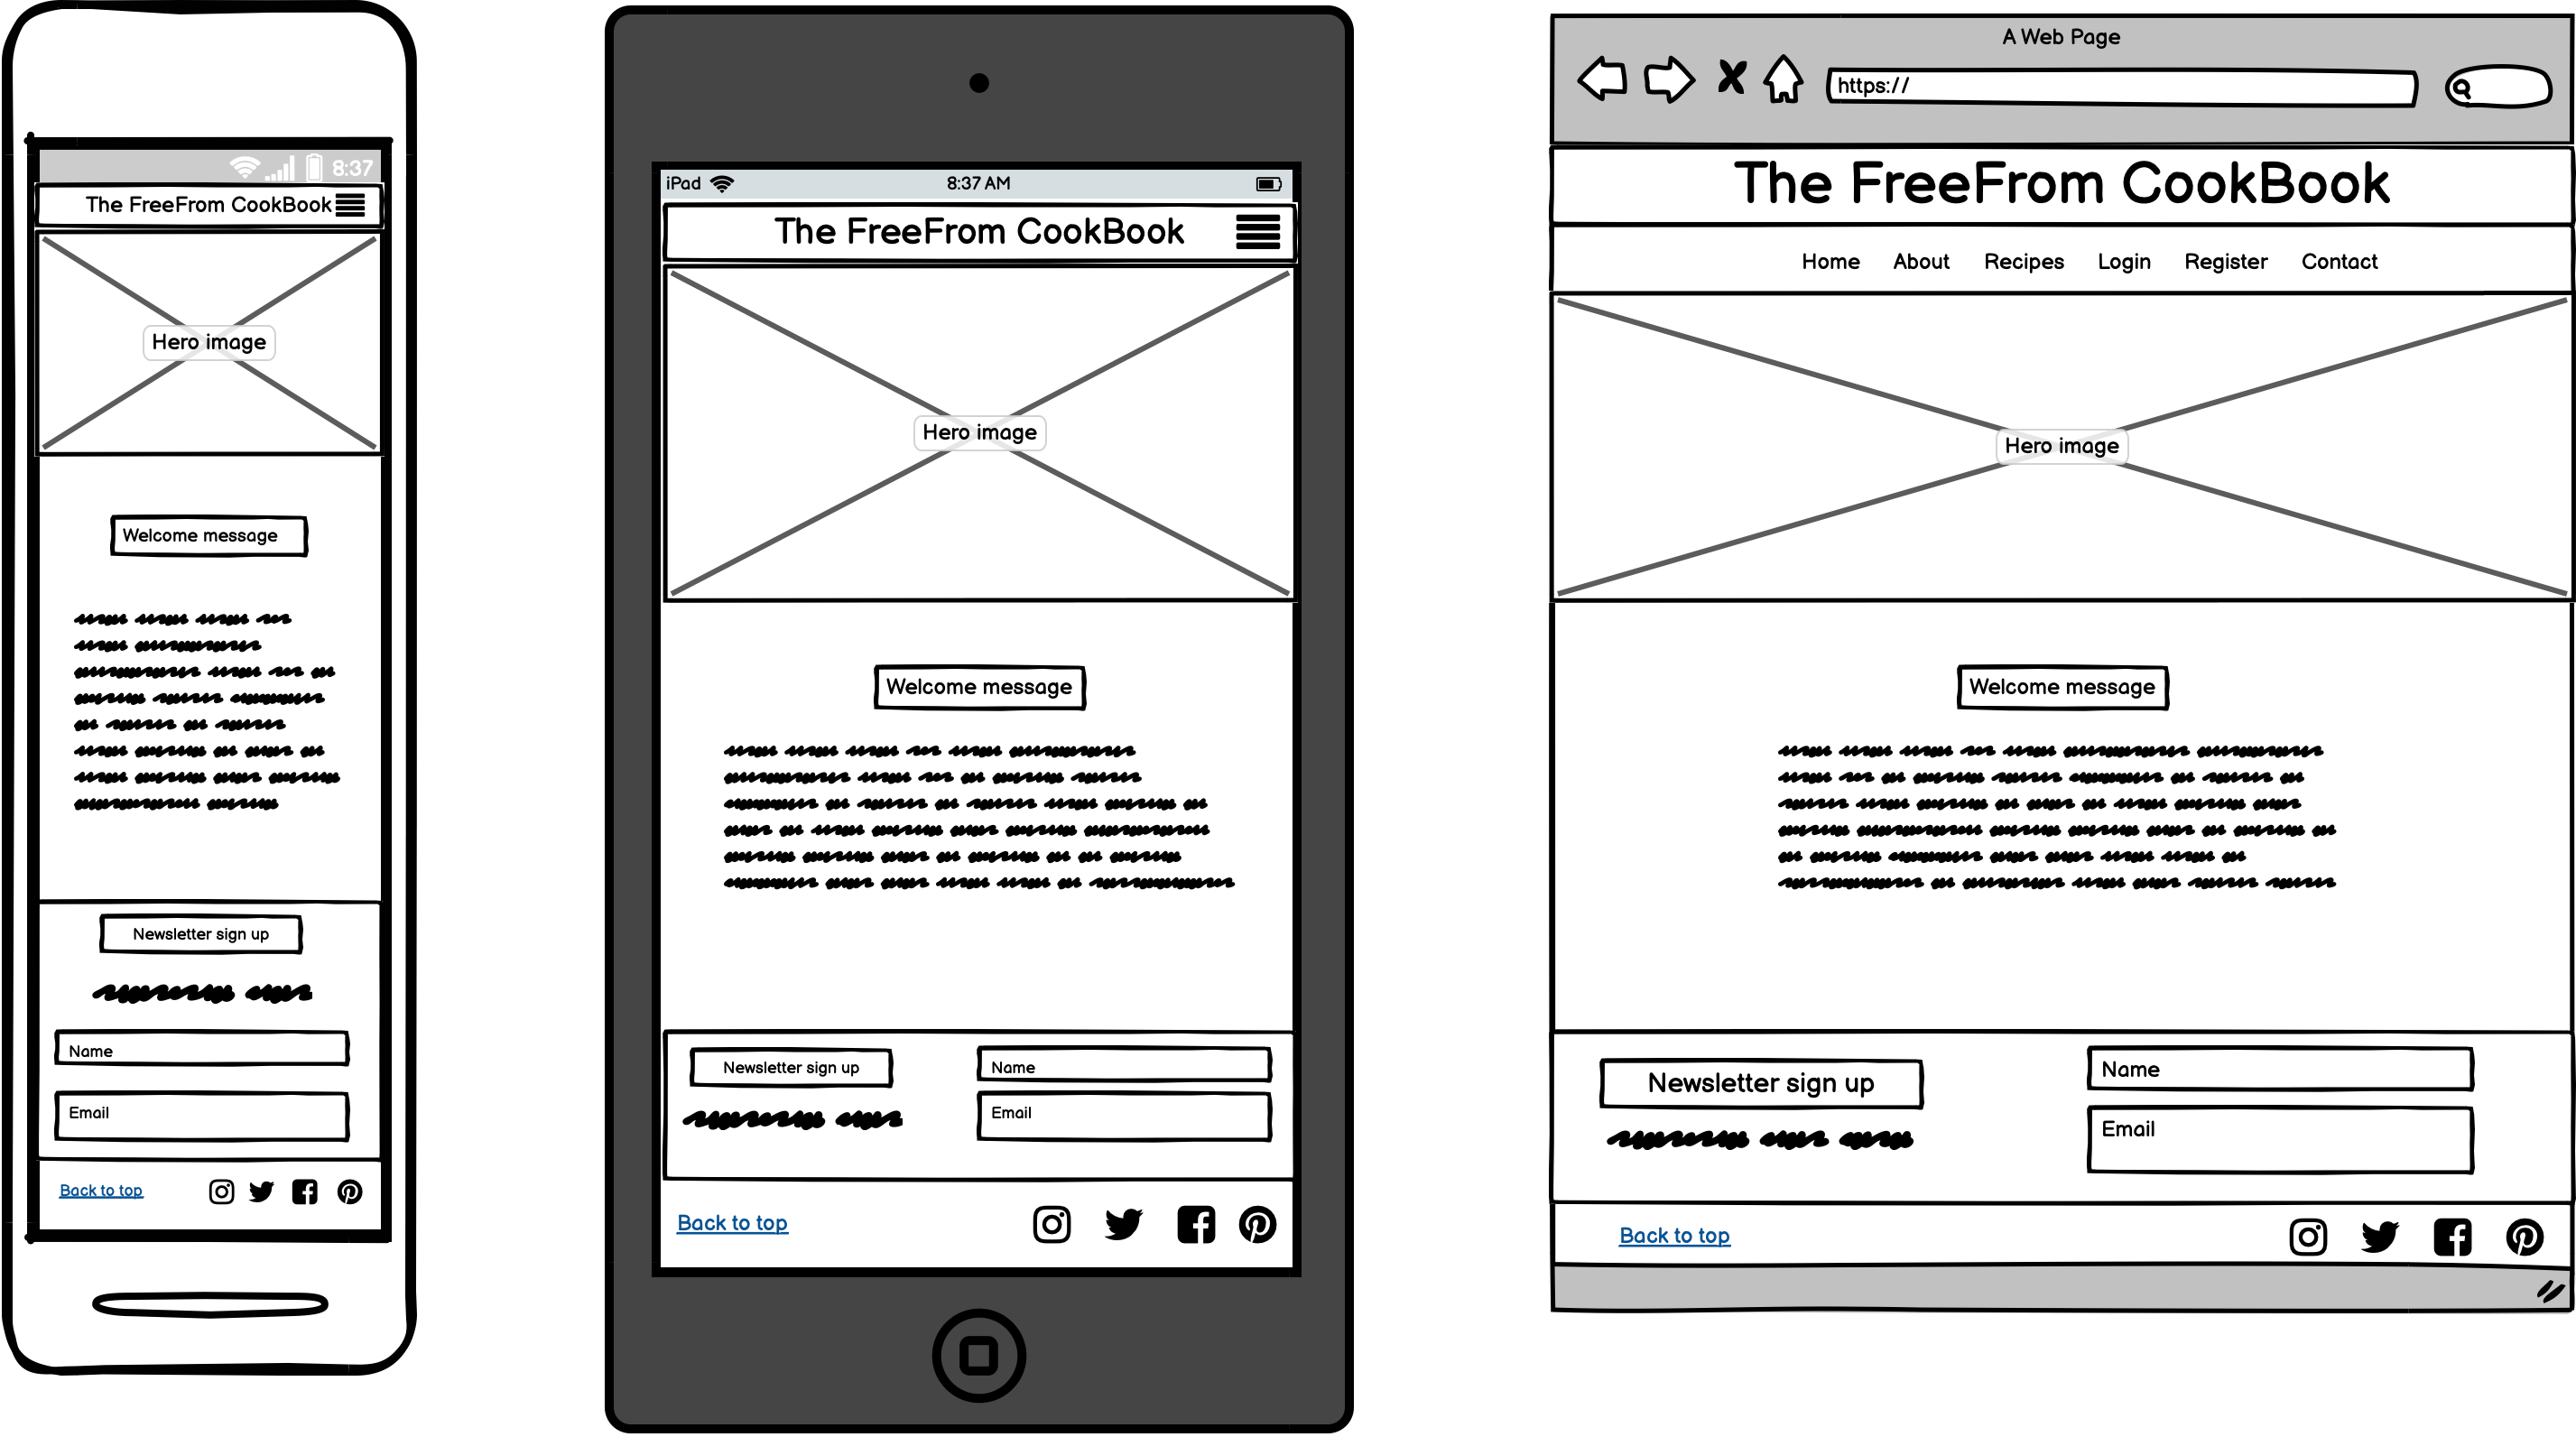 8:37
The FreeFrom CookBook
Hero image
Welcome message
Newsletter sign up
Name
Email
Back to top
iPad
8:37 AM
The FreeFrom CookBook
Hero image
Welcome message
Newsletter sign up
Name
Email
Back to top
A Web Page
https://
The FreeFrom CookBook
Home About Recipes Login Register Contact
Hero image
Welcome message
Newsletter sign up
Name
Email
Back to top